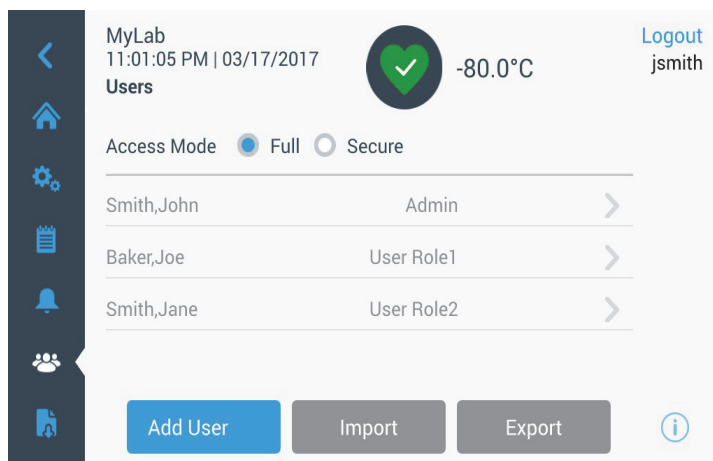 MyLab
11:01:05 PM | 03/17/2017
Users
-80.0°C
Logout
jsmith
Access Mode Full Secure
Smith,John Admin
Baker,Joe User Role1
Smith,Jane User Role2
Add User Import Export
i